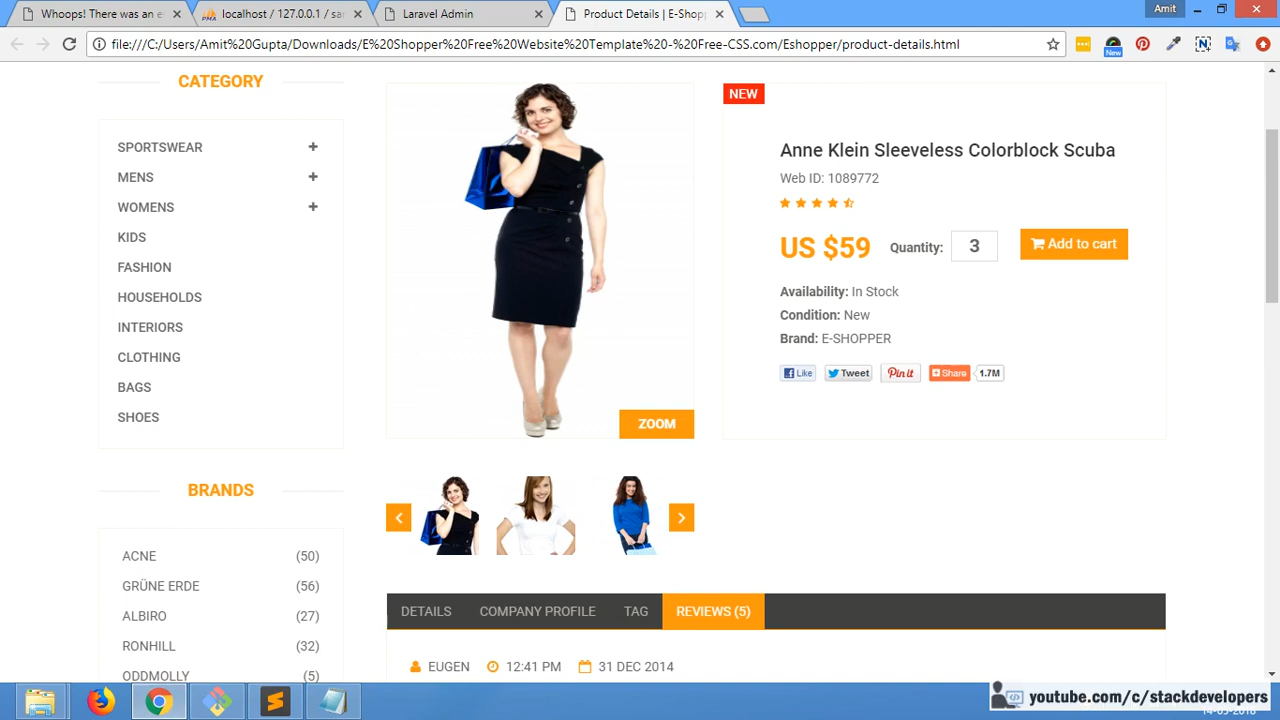 Whoops! There was an e
localhost / 127.0.0.1 / sa
Laravel Admin
Product Details | E-Shopp
Amit
file:///C:/Users/Amit%20Gupta/Downloads/E%20Shopper%20Free%20Website%20Template%20-%20Free-CSS.com/Eshopper/product-details.html
New
CATEGORY
SPORTSWEAR
MENS
WOMENS
KIDS
FASHION
HOUSEHOLDS
INTERIORS
CLOTHING
BAGS
SHOES
BRANDS
ACNE (50)
GRÜNE ERDE (56)
ALBIRO (27)
RONHILL (32)
ODDMOLLY (5)
ZOOM
NEW
Anne Klein Sleeveless Colorblock Scuba
Web ID: 1089772
US $59 Quantity: 3 Add to cart
Availability: In Stock
Condition: New
Brand: E-SHOPPER
Like Tweet Pin it Share 1.7M
DETAILS COMPANY PROFILE TAG REVIEWS (5)
EUGEN 12:41 PM 31 DEC 2014
youtube.com/c/stackdevelopers